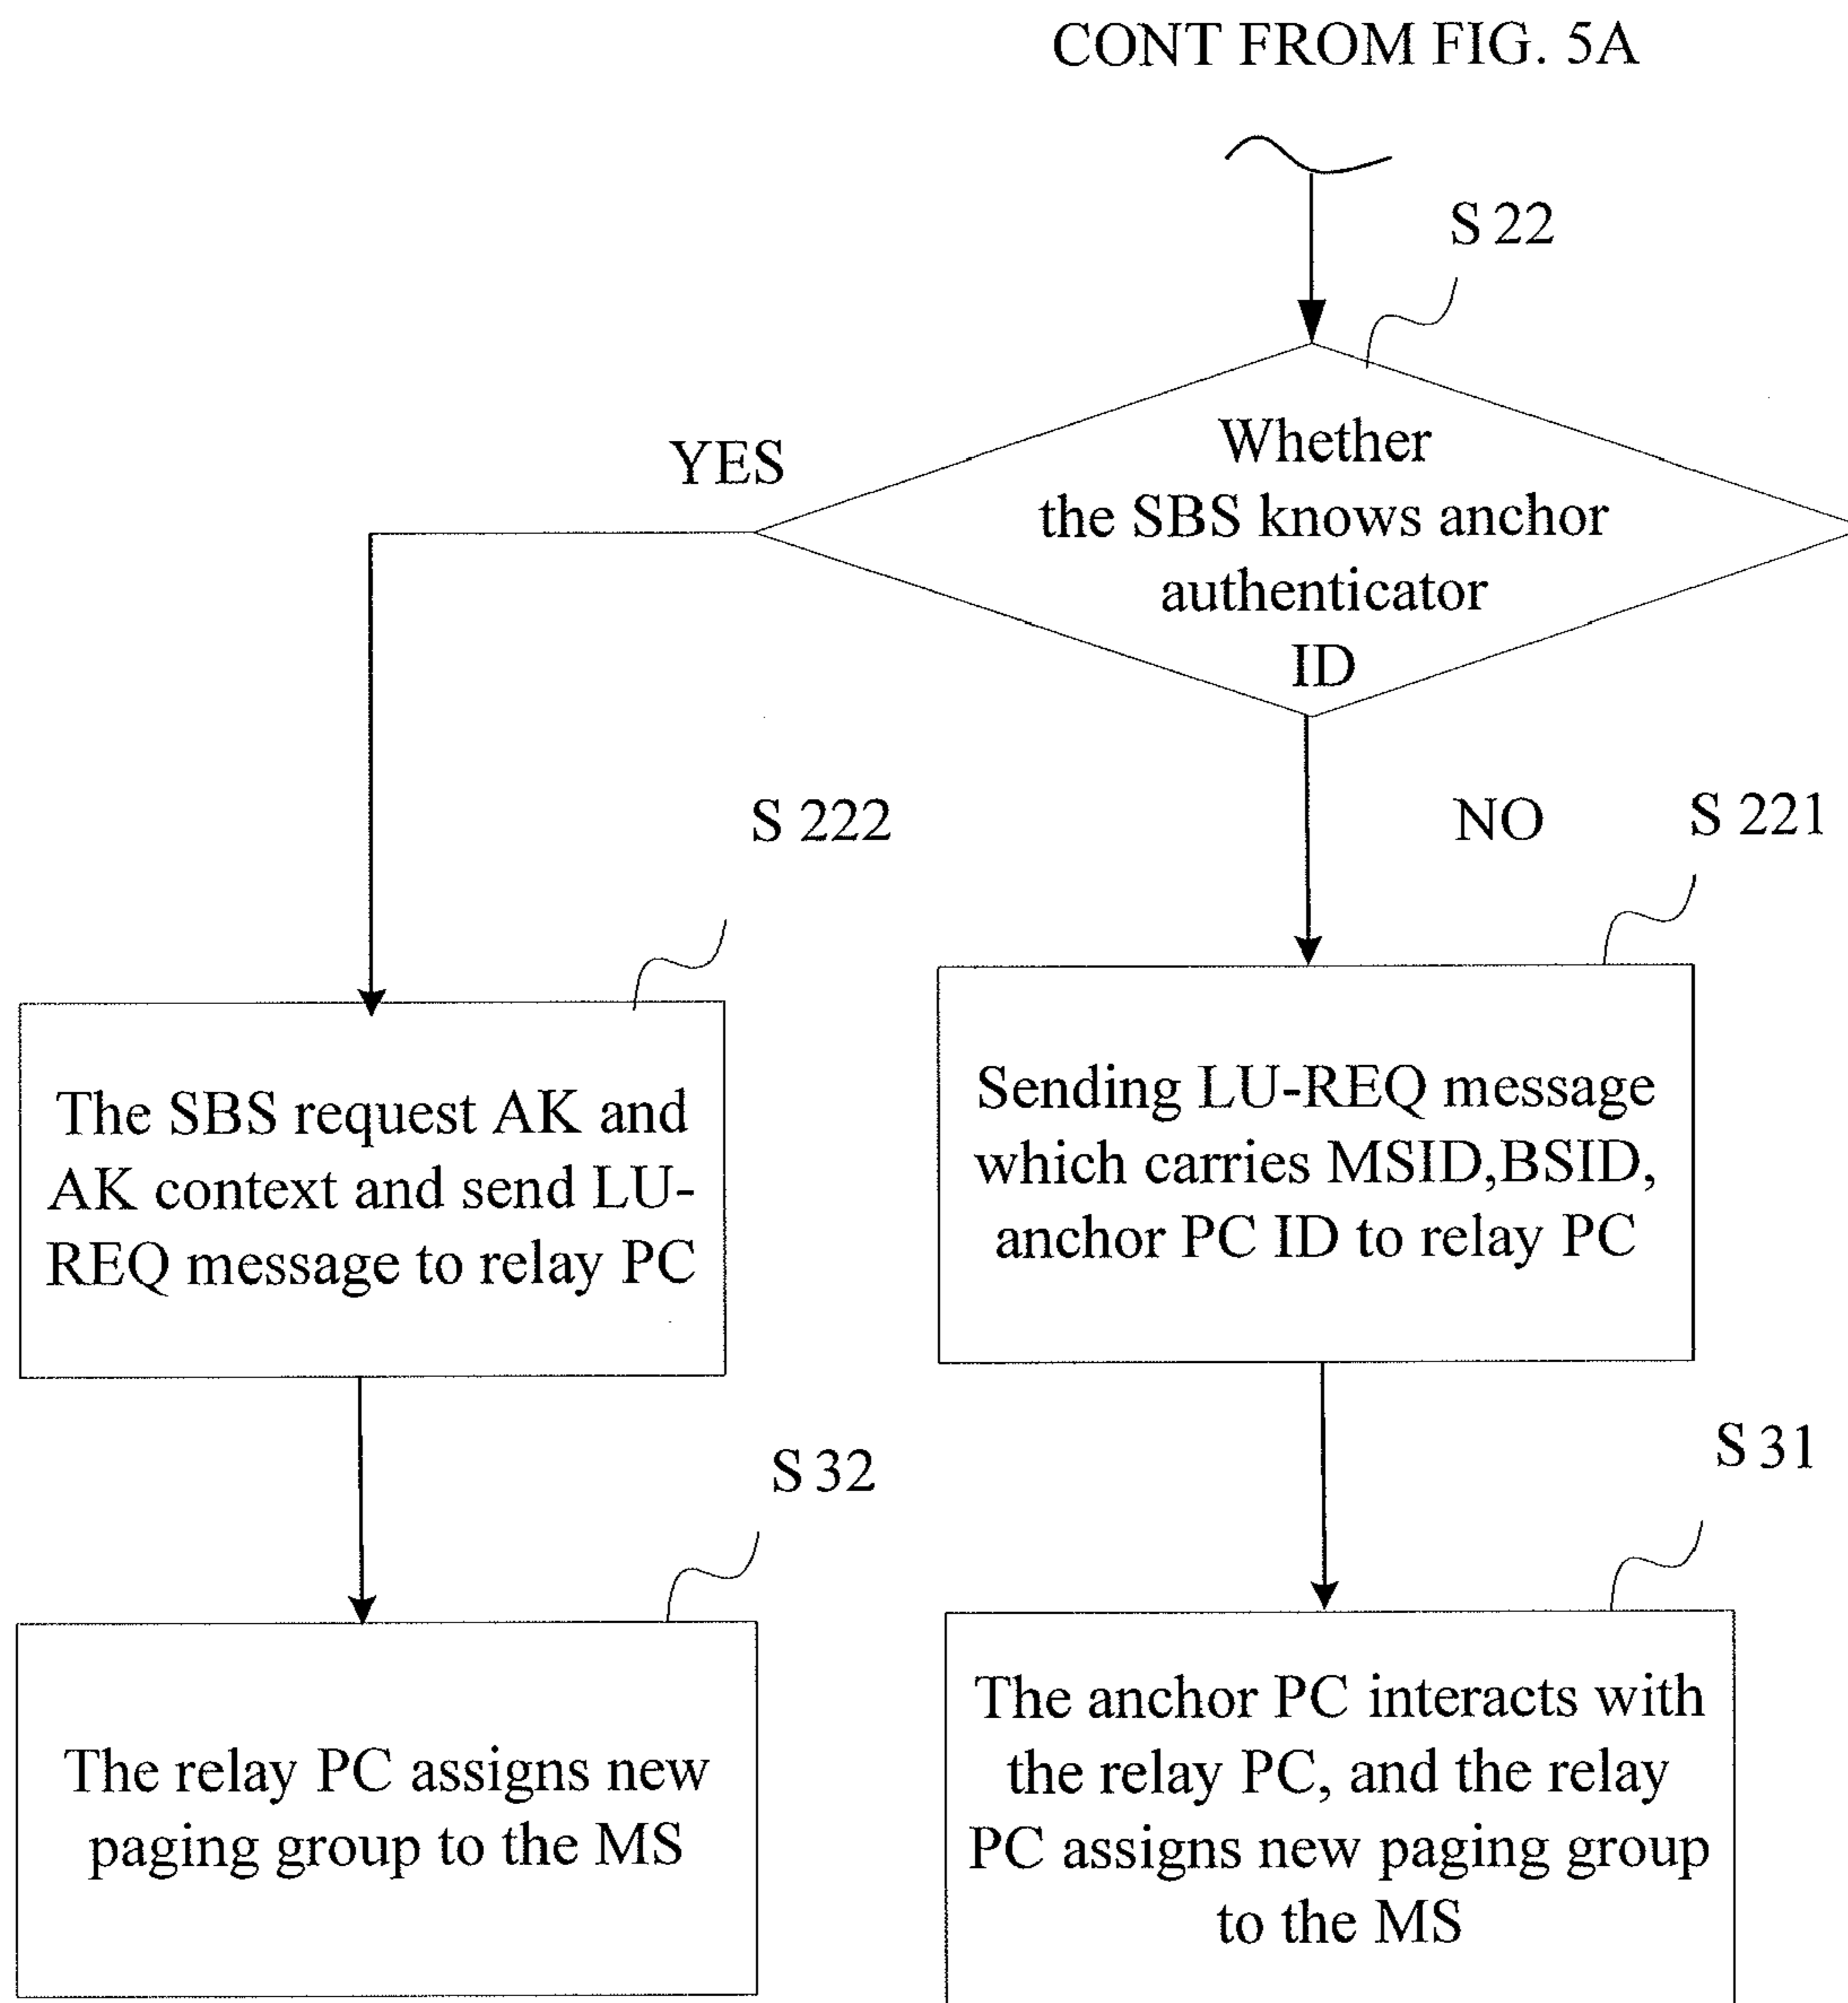 CONT FROM FIG. 5A
S 22
YES
Whether
the SBS knows anchor
authenticator
ID
S 222
NO
S 221
The SBS request AK and
AK context and send LU-
REQ message to relay PC
Sending LU-REQ message
which carries MSID,BSID,
anchor PC ID to relay PC
S 32
S 31
The relay PC assigns new
paging group to the MS
The anchor PC interacts with
the relay PC, and the relay
PC assigns new paging group
to the MS